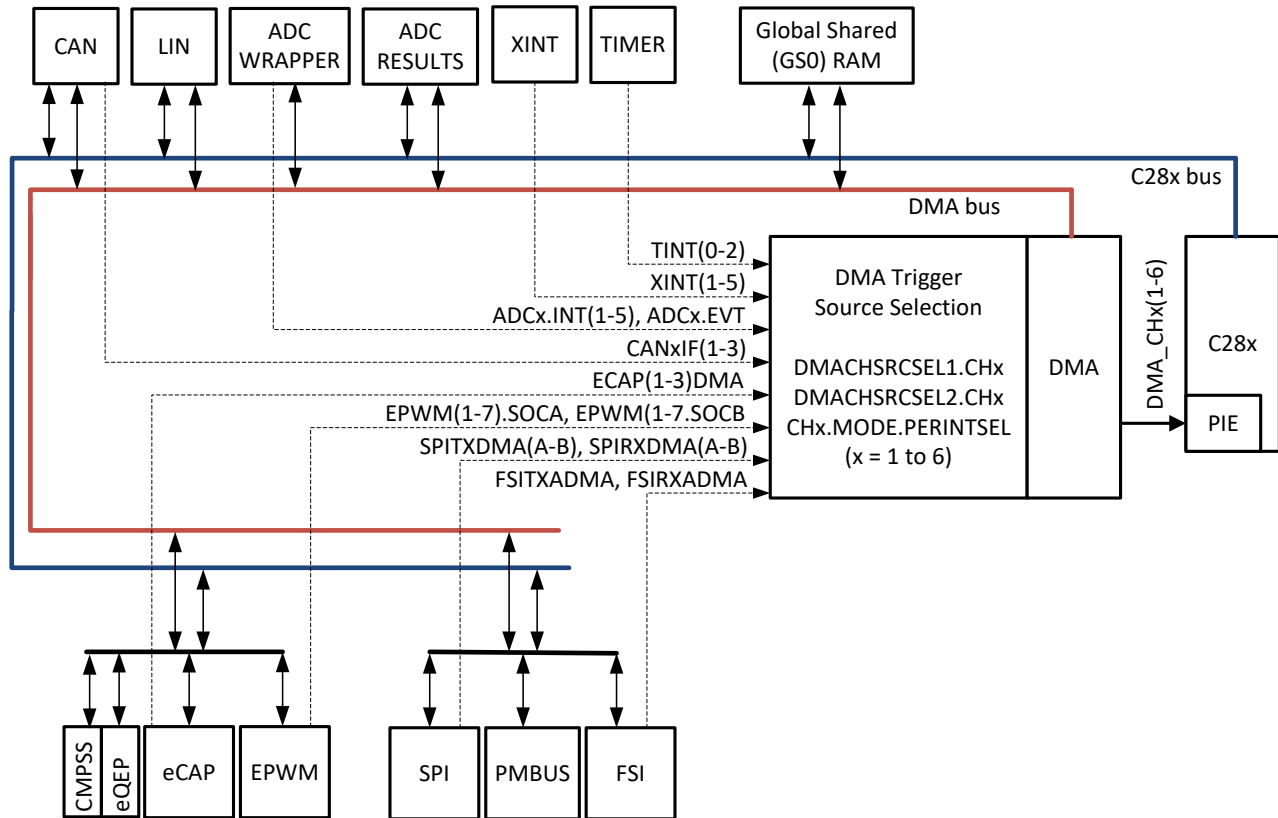 CAN
LIN
ADC
WRAPPER
ADC
RESULTS
XINT
TIMER
Global Shared
(GS0) RAM
C28x bus
DMA bus
TINT(0-2)
XINT(1-5)
ADCx.INT(1-5), ADCx.EVT
CANxIF(1-3)
ECAP(1-3)DMA
EPWM(1-7).SOCA, EPWM(1-7.SOCB
SPITXDMA(A-B), SPIRXDMA(A-B)
FSITXADMA, FSIRXADMA
DMA Trigger
Source Selection
DMACHSRCSEL1.CHx
DMACHSRCSEL2.CHx
CHx.MODE.PERINTSEL
(x = 1 to 6)
DMA
DMA_CHx(1-6)
C28x
PIE
CMPSS
eQEP
eCAP
EPWM
SPI
PMBUS
FSI